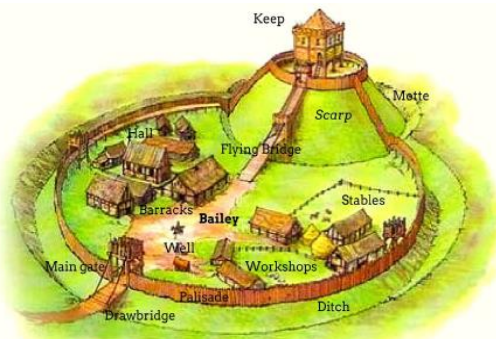 Keep
Motte
Scarp
Hall
Flying Bridge
Stables
Barracks
Bailey
Well
Main gate
Workshops
Palisade
Ditch
Drawbridge